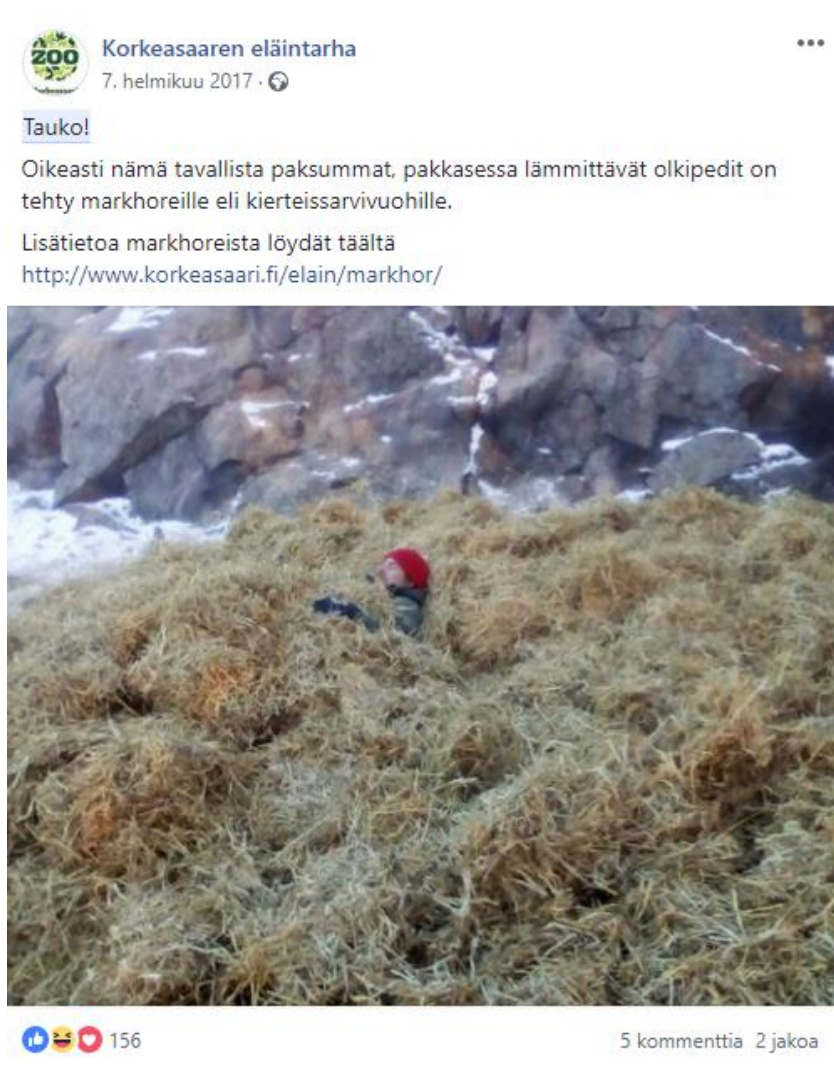 ZOO
Korkeasaaren eläintarha
7. helmikuu 2017 ·
Tauko!
Oikeasti nämä tavallista paksummat, pakkasessa lämmittävät olkipedit on
tehty markhoreille eli kierteissarvivuohille.
Lisätietoa markhoreista löydät täältä
http://www.korkeasaari.fi/elain/markhor/
156
5 kommenttia 2 jakoa